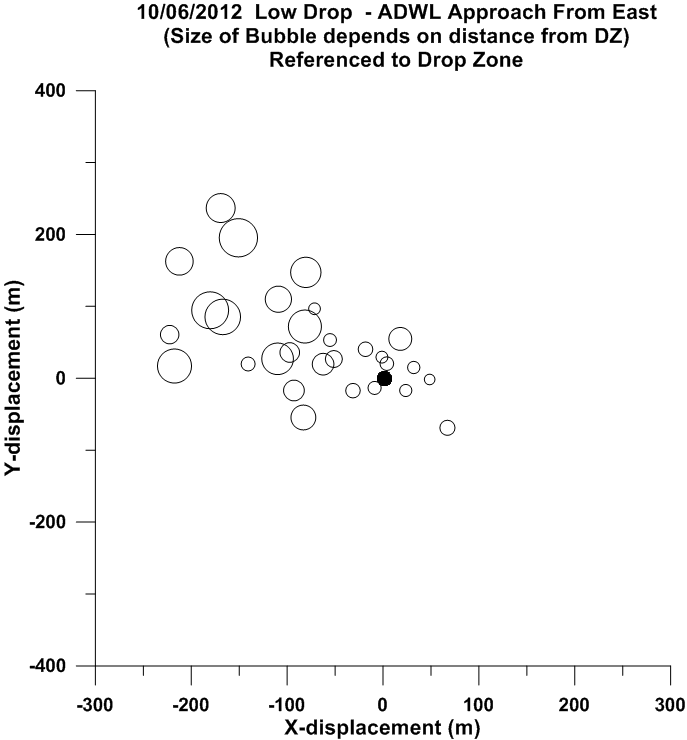 10/06/2012  Low Drop  - ADWL Approach From East
(Size of Bubble depends on distance from DZ)
Referenced to Drop Zone
400
200
0
-200
-400
Y-displacement (m)
-300 -200 -100 0 100 200 300
X-displacement (m)